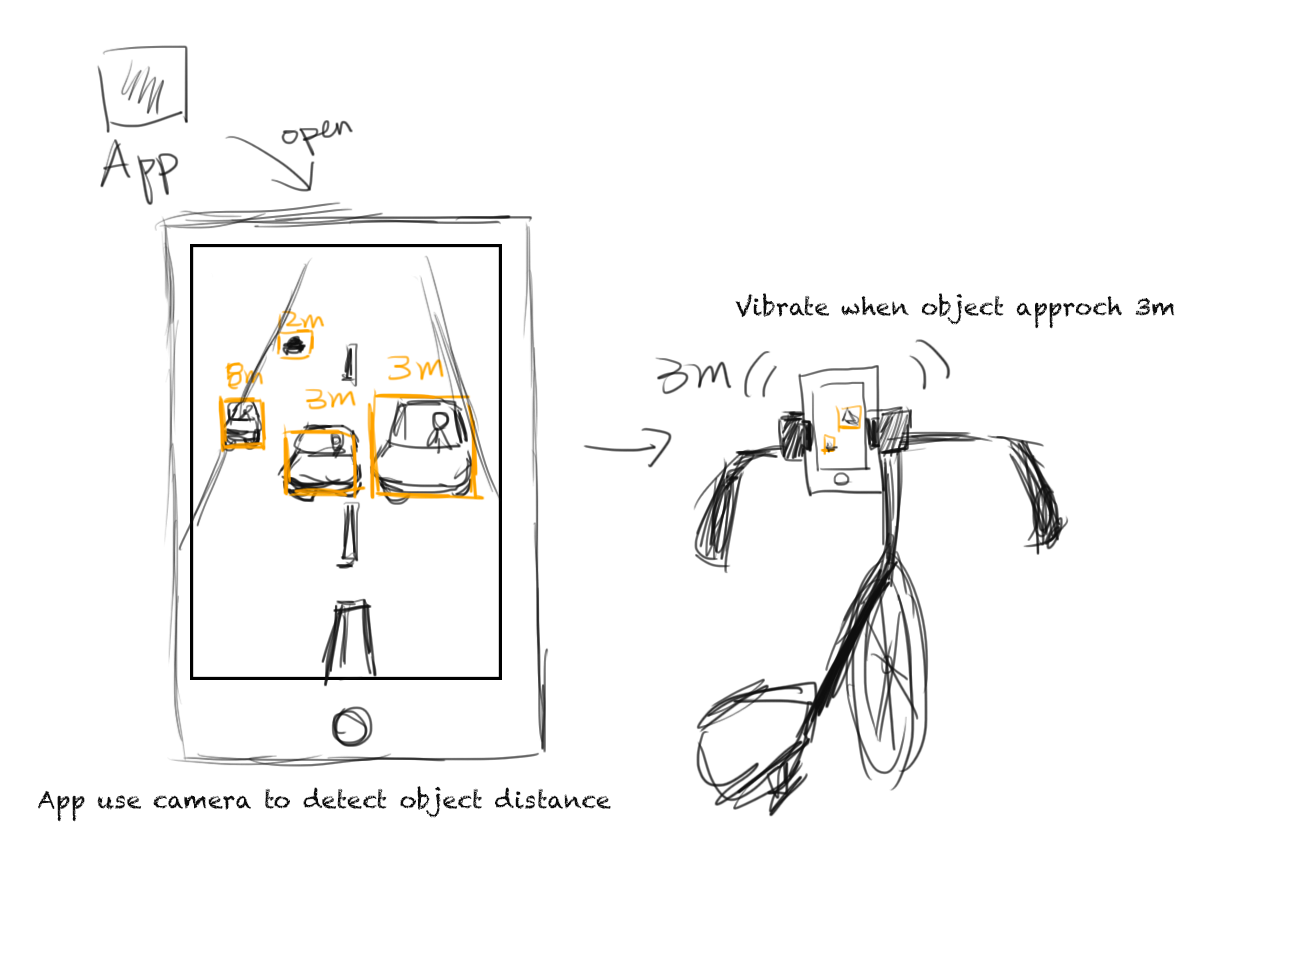 App
open
2m
8m
3m
3m
App use camera to detect object distance
Vibrate when object approch 3m
3m